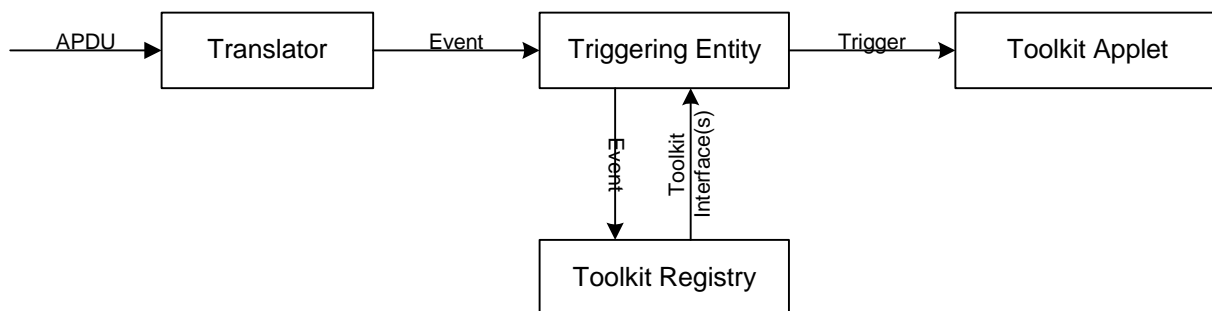 APDU
Translator
Event
Triggering Entity
Trigger
Toolkit Applet
Event
Toolkit
Interface(s)
Toolkit Registry